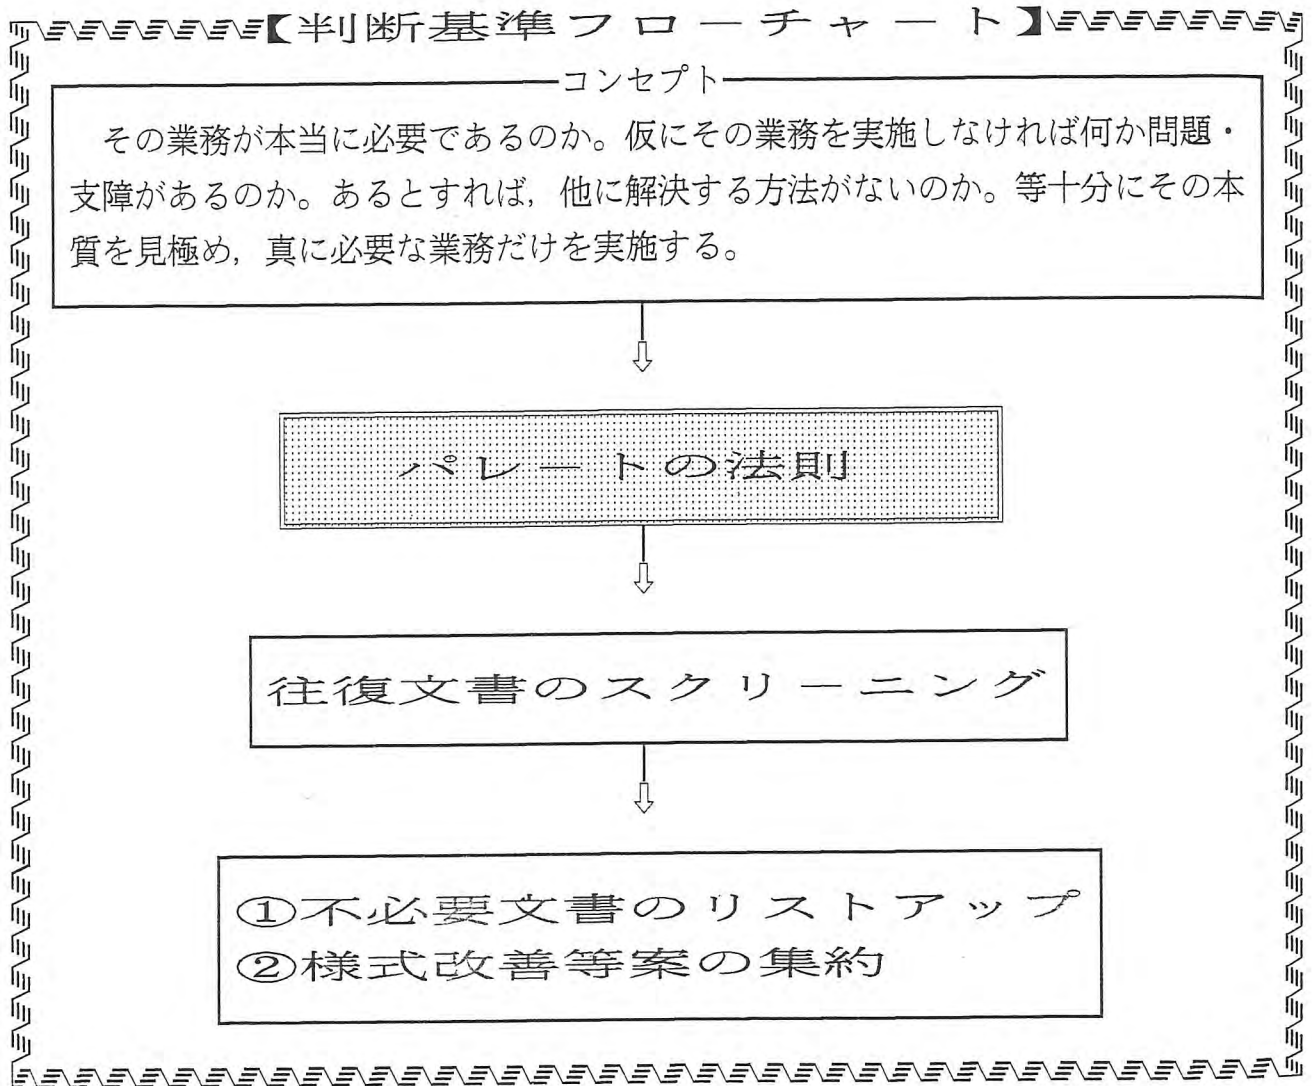 【判断基準フローチャート】
コンセプト
その業務が本当に必要であるのか。仮にその業務を実施しなければ何か問題・
支障があるのか。あるとすれば，他に解決する方法がないのか。等十分にその本
質を見極め，真に必要な業務だけを実施する。
パレートの法則
往復文書のスクリーニング
①不必要文書のリストアップ
②様式改善等案の集約